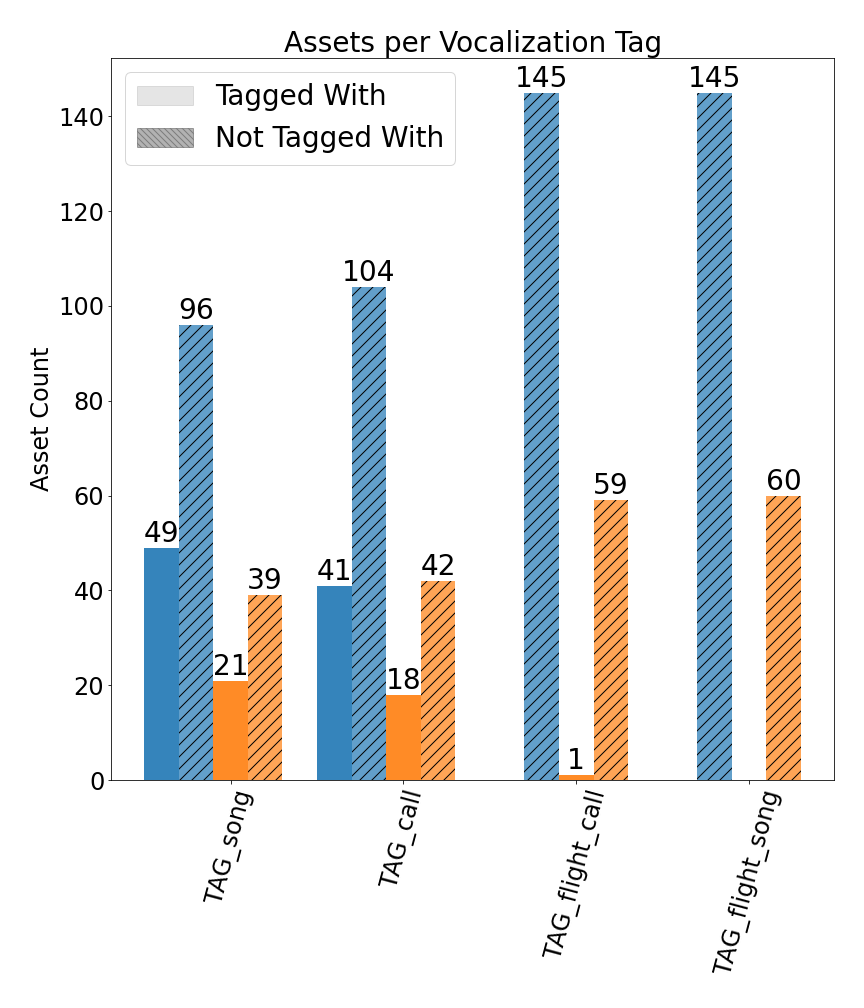 Assets per Vocalization Tag
Tagged With
Not Tagged With
Asset Count
140
120
100
80
60
40
20
0
49
96
21
39
41
104
18
42
145
1
59
145
60
TAG_song
TAG_call
TAG_flight_call
TAG_flight_song